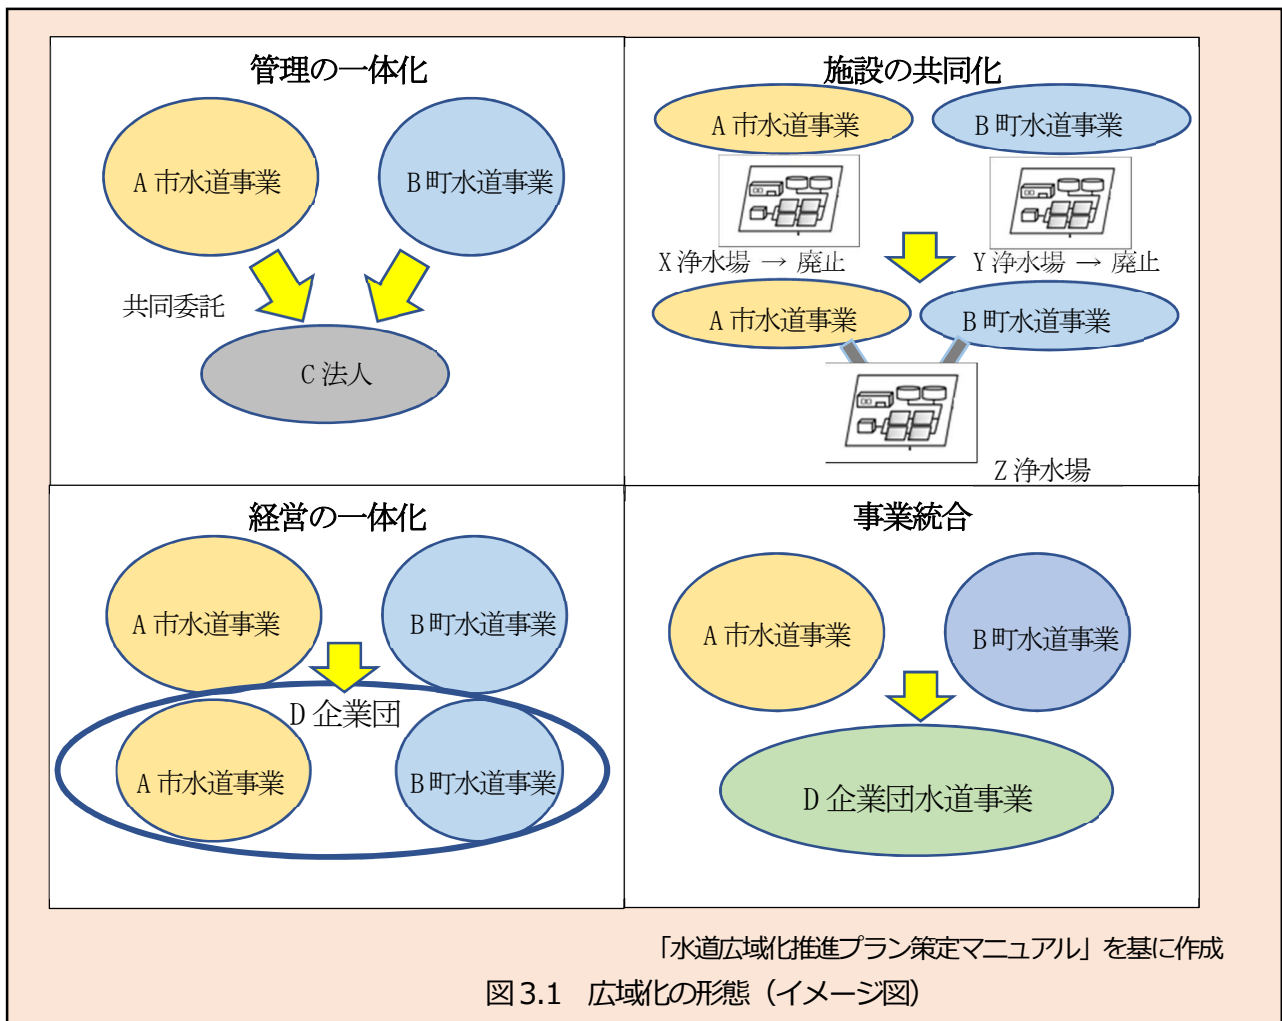 管理の一体化
A 市水道事業
B 町水道事業
共同委託
C 法人
施設の共同化
A 市水道事業
B 町水道事業
X 浄水場 → 廃止
Y 浄水場 → 廃止
A 市水道事業
B 町水道事業
Z 浄水場
経営の一体化
A 市水道事業
B 町水道事業
D 企業団
A 市水道事業
B 町水道事業
事業統合
A 市水道事業
B 町水道事業
D 企業団水道事業
「水道広域化推進プラン策定マニュアル」を基に作成
図 3.1 広域化の形態（イメージ図）